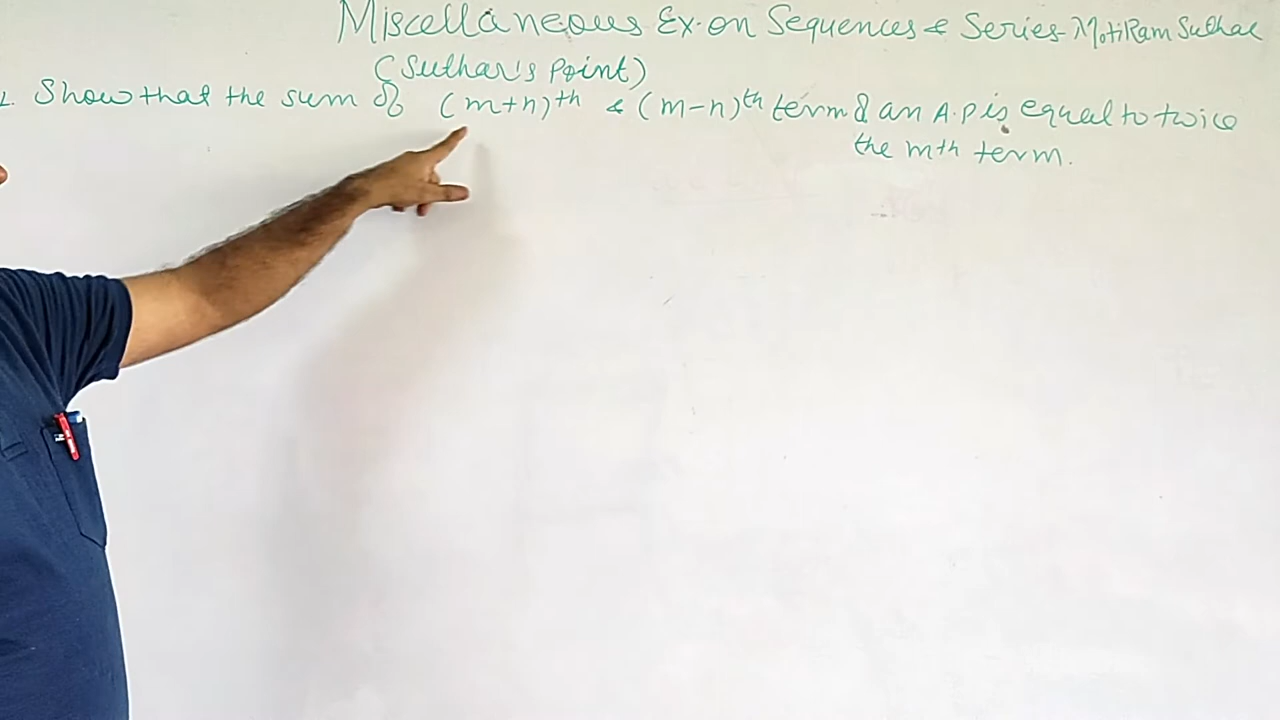 Miscellaneous Ex. on Sequences & Series - MotiRam Suthar
(Suthar's Point)
1. Show that the sum of (m+n)th & (m-n)th term of an A.P is equal to twice
the mth term.